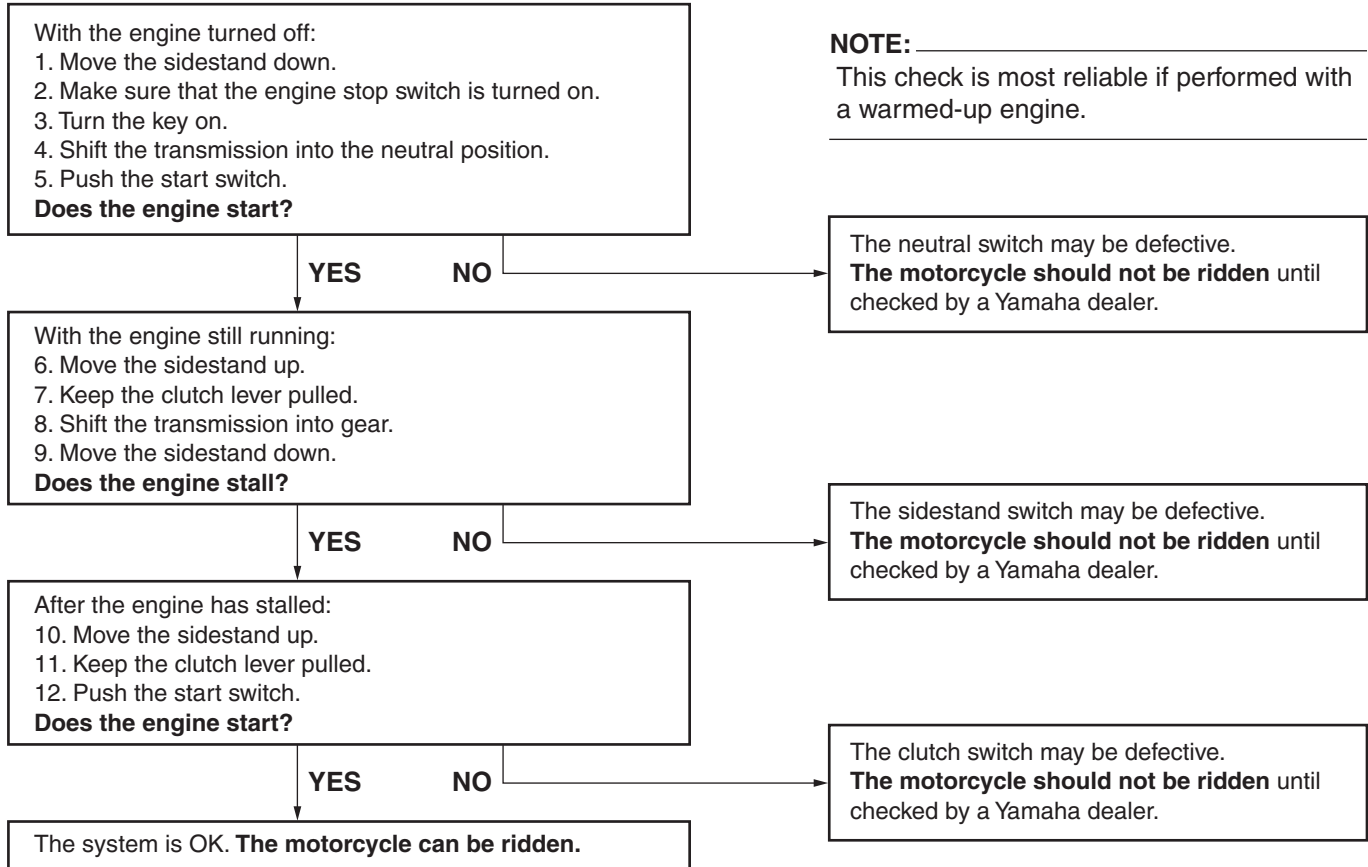 With the engine turned off:
1. Move the sidestand down.
2. Make sure that the engine stop switch is turned on.
3. Turn the key on.
4. Shift the transmission into the neutral position.
5. Push the start switch.
Does the engine start?
NOTE:
This check is most reliable if performed with
a warmed-up engine.
YES NO
The neutral switch may be defective.
The motorcycle should not be ridden until
checked by a Yamaha dealer.
With the engine still running:
6. Move the sidestand up.
7. Keep the clutch lever pulled.
8. Shift the transmission into gear.
9. Move the sidestand down.
Does the engine stall?
YES NO
The sidestand switch may be defective.
The motorcycle should not be ridden until
checked by a Yamaha dealer.
After the engine has stalled:
10. Move the sidestand up.
11. Keep the clutch lever pulled.
12. Push the start switch.
Does the engine start?
YES NO
The clutch switch may be defective.
The motorcycle should not be ridden until
checked by a Yamaha dealer.
The system is OK. The motorcycle can be ridden.